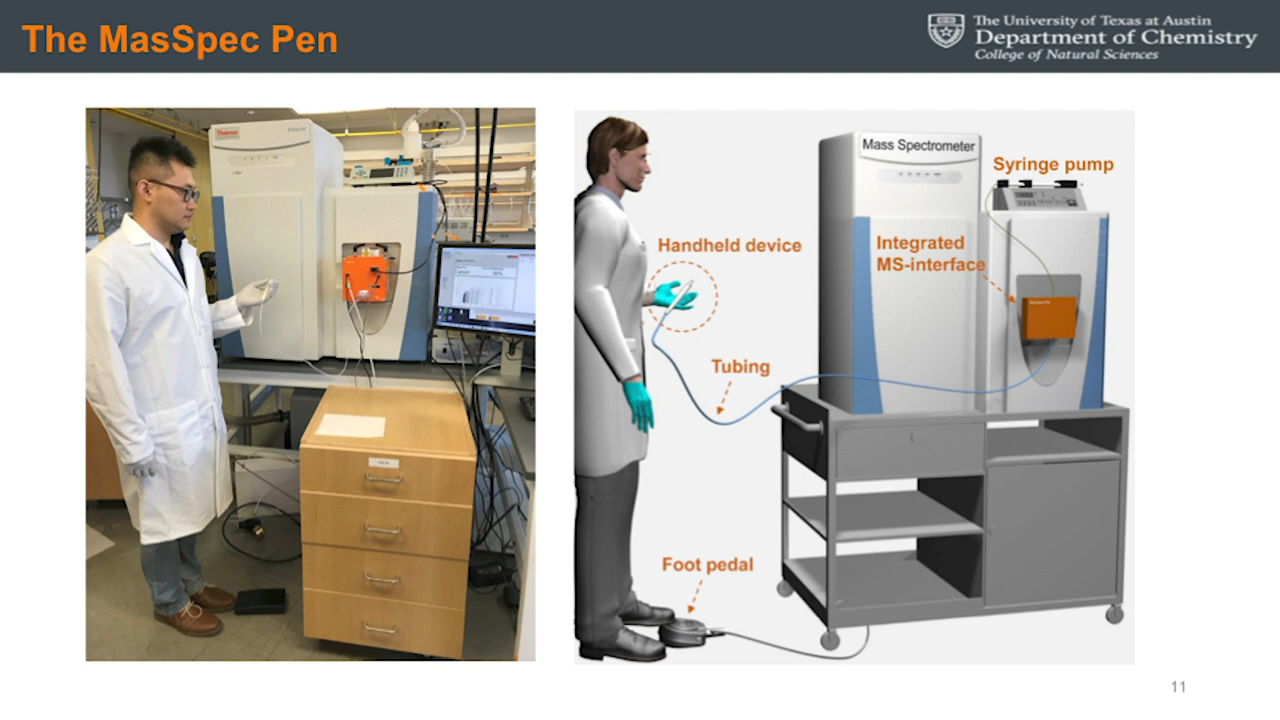 The MasSpec Pen
The University of Texas at Austin
Department of Chemistry
College of Natural Sciences
Thermo
Mass Spectrometer
Syringe pump
Handheld device
Integrated
MS-interface
Tubing
Foot pedal
11